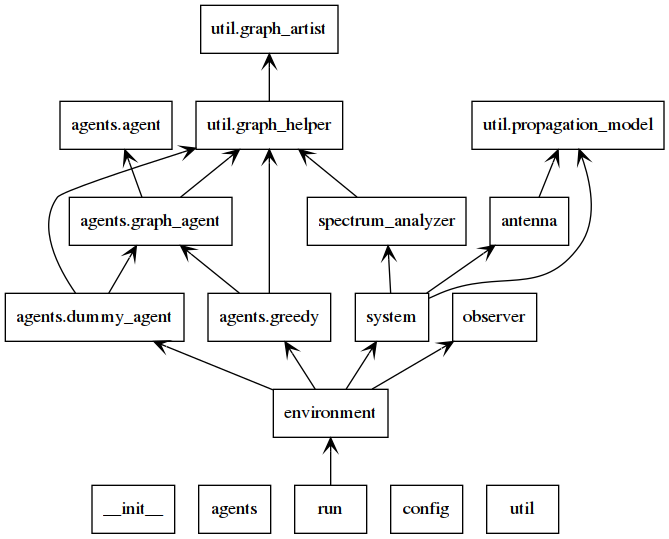 util.graph_artist
agents.agent
util.graph_helper
util.propagation_model
agents.graph_agent
spectrum_analyzer
antenna
agents.dummy_agent
agents.greedy
system
observer
environment
__init__
agents
run
config
util